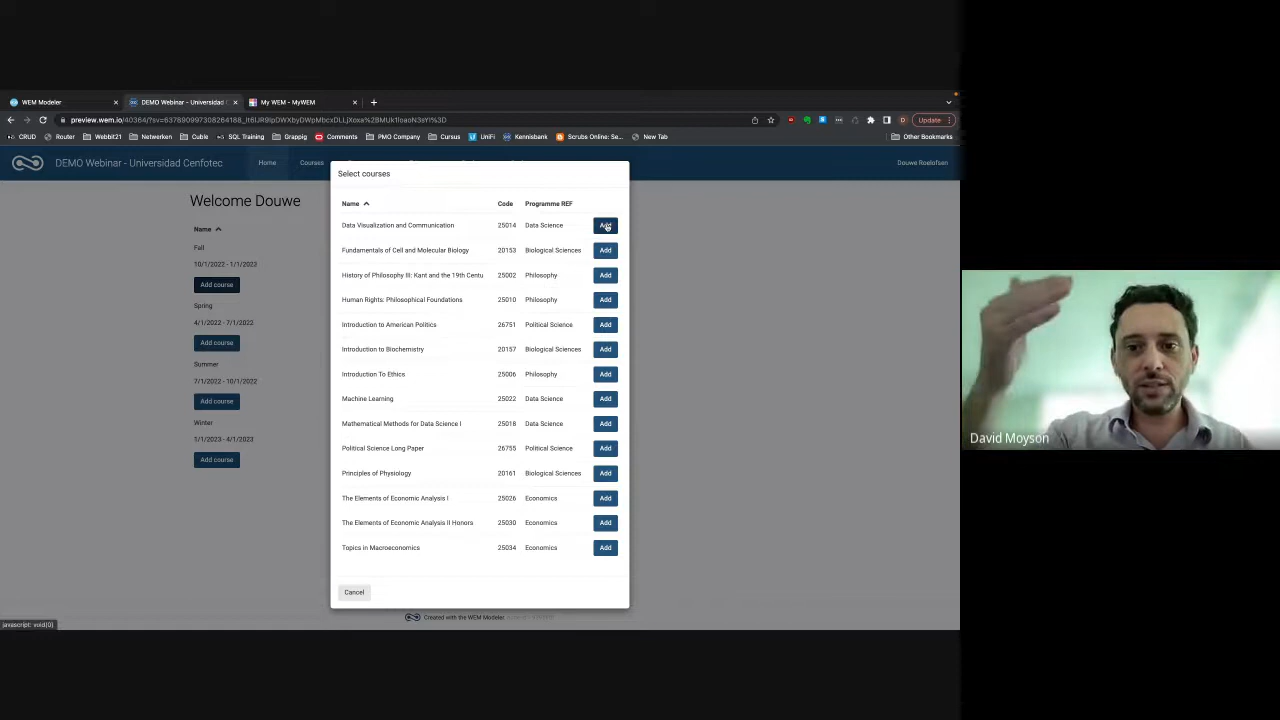 WEM Modeler
DEMO Webinar - Universidad
My WEM - MyWEM
Update
CRUD
Router
Webbit21
Netwerken
Cuble
SQL Training
Grappig
Comments
PMO Company
Cursus
UniFi
Kennisbank
Scrubs Online: Se...
New Tab
Other Bookmarks
DEMO Webinar - Universidad Cenfotec
Home
Courses
Douwe Roelofsen
Welcome Douwe
Name
Fall
10/1/2022 - 1/1/2023
Add course
Spring
4/1/2022 - 7/1/2022
Add course
Summer
7/1/2022 - 10/1/2022
Add course
Winter
1/1/2023 - 4/1/2023
Add course
Select courses
Name Code Programme REF
Data Visualization and Communication 25014 Data Science Add
Fundamentals of Cell and Molecular Biology 20153 Biological Sciences Add
History of Philosophy III: Kant and the 19th Centu 25002 Philosophy Add
Human Rights: Philosophical Foundations 25010 Philosophy Add
Introduction to American Politics 26751 Political Science Add
Introduction to Biochemistry 20157 Biological Sciences Add
Introduction To Ethics 25006 Philosophy Add
Machine Learning 25022 Data Science Add
Mathematical Methods for Data Science I 25018 Data Science Add
Political Science Long Paper 26755 Political Science Add
Principles of Physiology 20161 Biological Sciences Add
The Elements of Economic Analysis I 25026 Economics Add
The Elements of Economic Analysis II Honors 25030 Economics Add
Topics in Macroeconomics 25034 Economics Add
Cancel
Created with the WEM Modeler.
javascript: void(0)
David Moyson